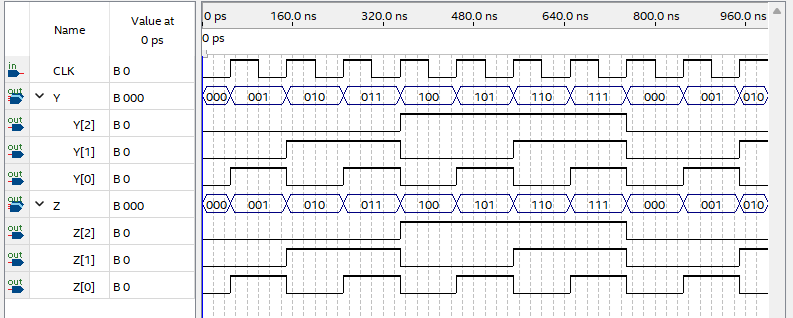 Name Value at 0 ps 0 ps 160.0 ns 320.0 ns 480.0 ns 640.0 ns 800.0 ns 960.0 ns
0 ps
in CLK B 0
out Y B 000 000 001 010 011 100 101 110 111 000 001 010
out Y[2] B 0
out Y[1] B 0
out Y[0] B 0
out Z B 000 000 001 010 011 100 101 110 111 000 001 010
out Z[2] B 0
out Z[1] B 0
out Z[0] B 0